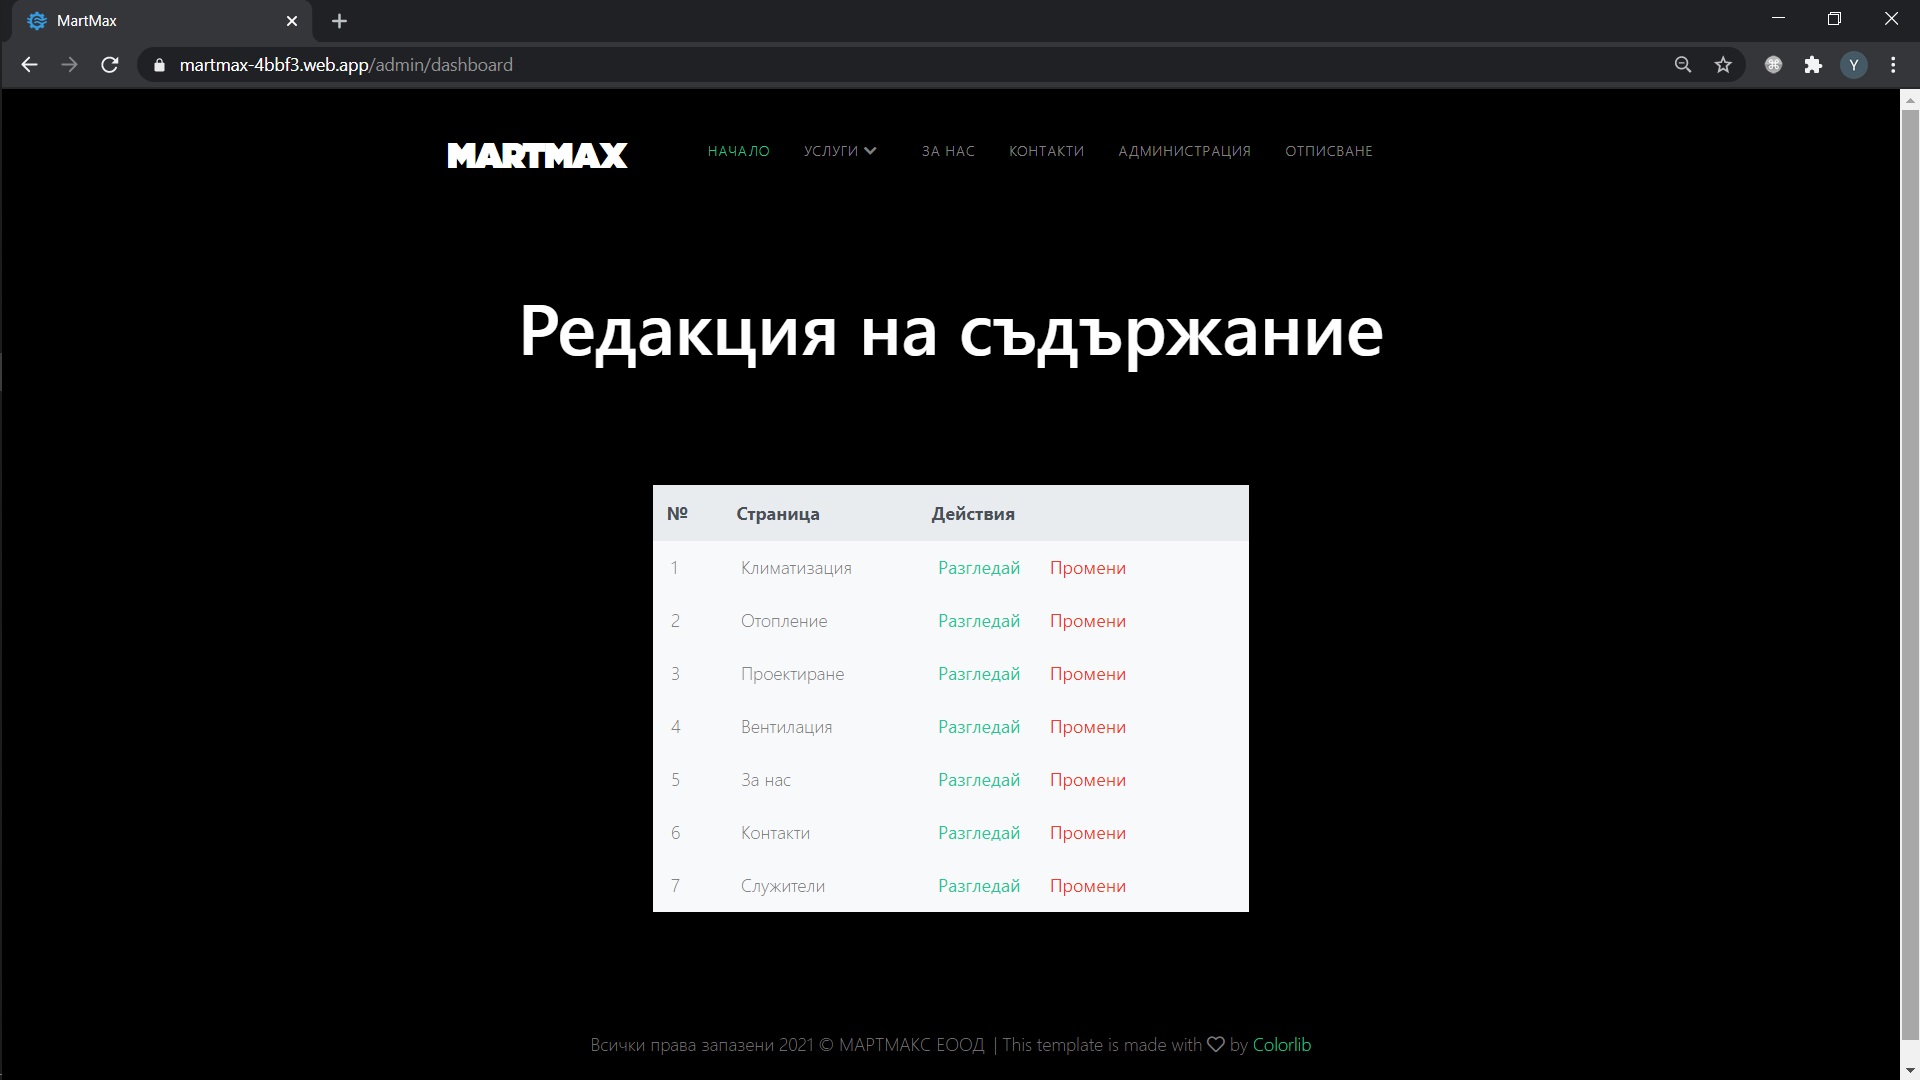 MartMax
martmax-4bbf3.web.app/admin/dashboard
Y
MARTMAX
НАЧАЛО УСЛУГИ ЗА НАС КОНТАКТИ АДМИНИСТРАЦИЯ ОТПИСВАНЕ
Редакция на съдържание
№ Страница Действия
1 Климатизация Разгледай Промени
2 Отопление Разгледай Промени
3 Проектиране Разгледай Промени
4 Вентилация Разгледай Промени
5 За нас Разгледай Промени
6 Контакти Разгледай Промени
7 Служители Разгледай Промени
Всички права запазени 2021 © МАРТМАКС ЕООД | This template is made with ♡ by Colorlib